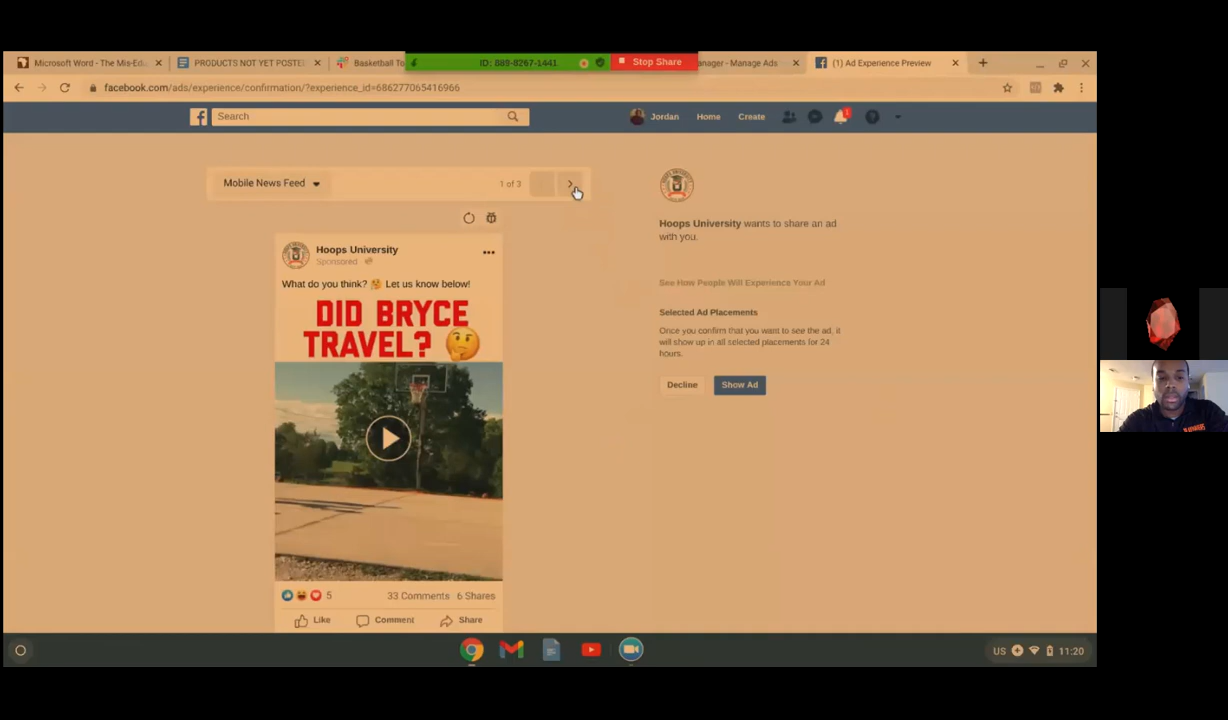 Microsoft Word - The Mis-Edu
PRODUCTS NOT YET POSTE
Basketball To
ID: 889-8267-1441
Stop Share
anager - Manage Ads
(1) Ad Experience Preview
facebook.com/ads/experience/confirmation/?experience_id=686277065416966
Search
Jordan
Home
Create
1
Mobile News Feed
1 of 3
Hoops University
Sponsored
What do you think? 🤔 Let us know below!
DID BRYCE
TRAVEL? 🤔
5
33 Comments 6 Shares
Like
Comment
Share
Hoops University wants to share an ad
with you.
See How People Will Experience Your Ad
Selected Ad Placements
Once you confirm that you want to see the ad, it
will show up in all selected placements for 24
hours.
Decline
Show Ad
US
11:20